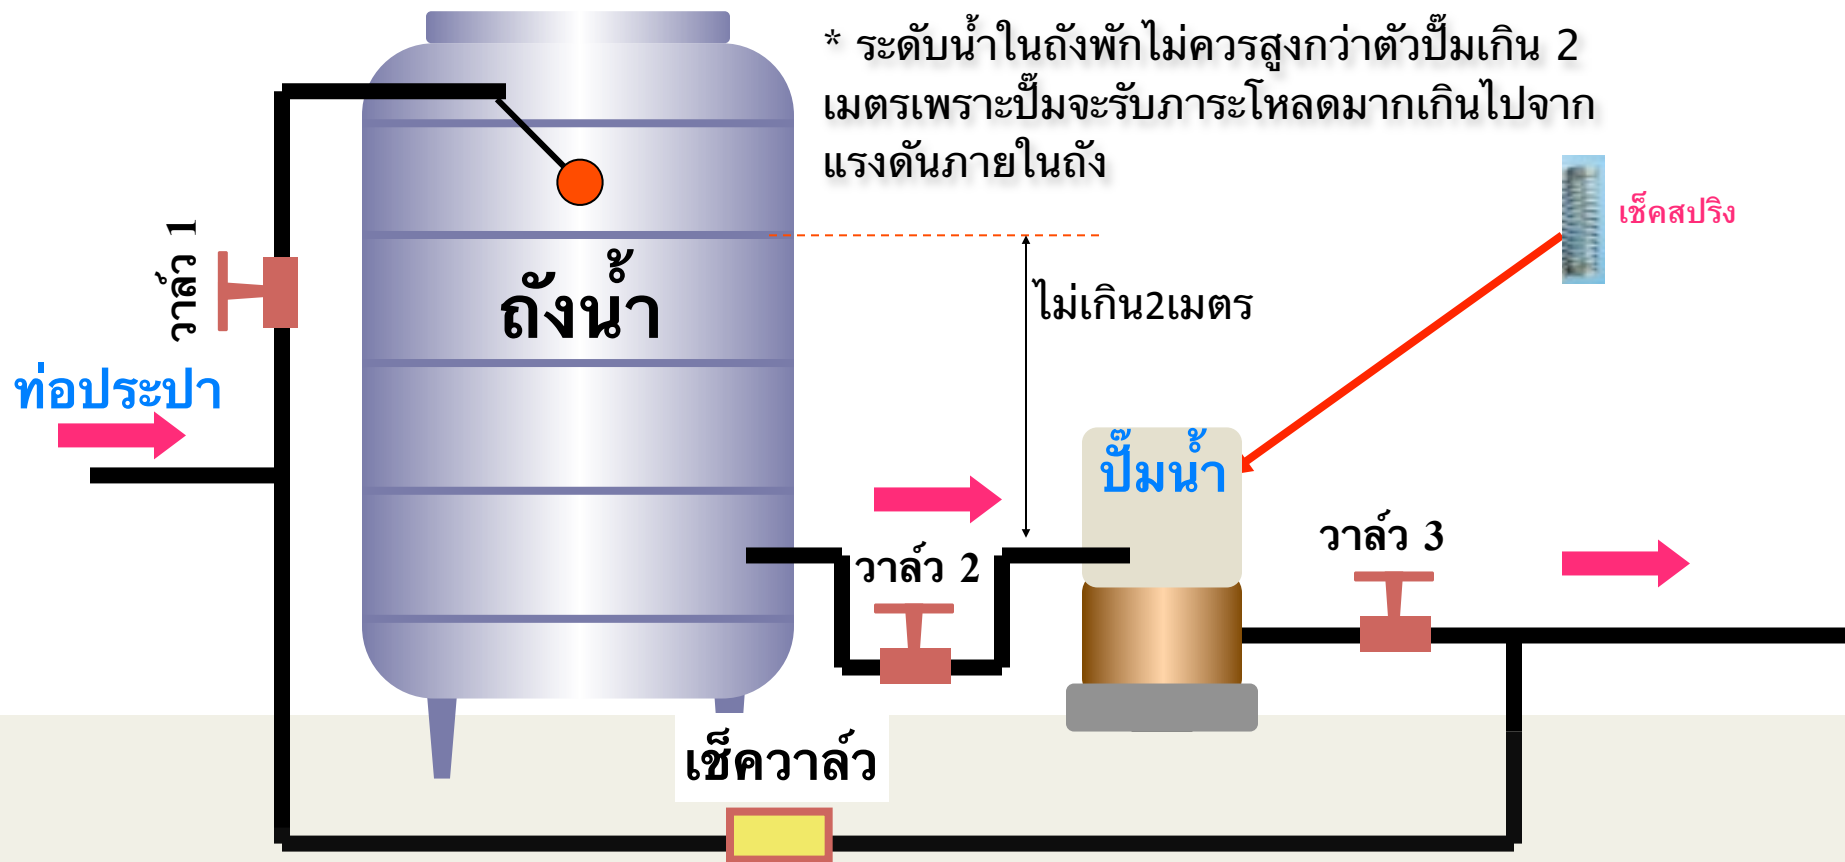 * ระดับน้ำในถังพักไม่ควรสูงกว่าตัวปั๊มเกิน 2
เมตรเพราะปั๊มจะรับภาระโหลดมากเกินไปจาก
แรงดันภายในถัง
เช็คสปริง
วาล์ว 1
ถังน้ำ
ไม่เกิน2เมตร
ท่อประปา
ปั๊มน้ำ
วาล์ว 2
วาล์ว 3
เช็ควาล์ว